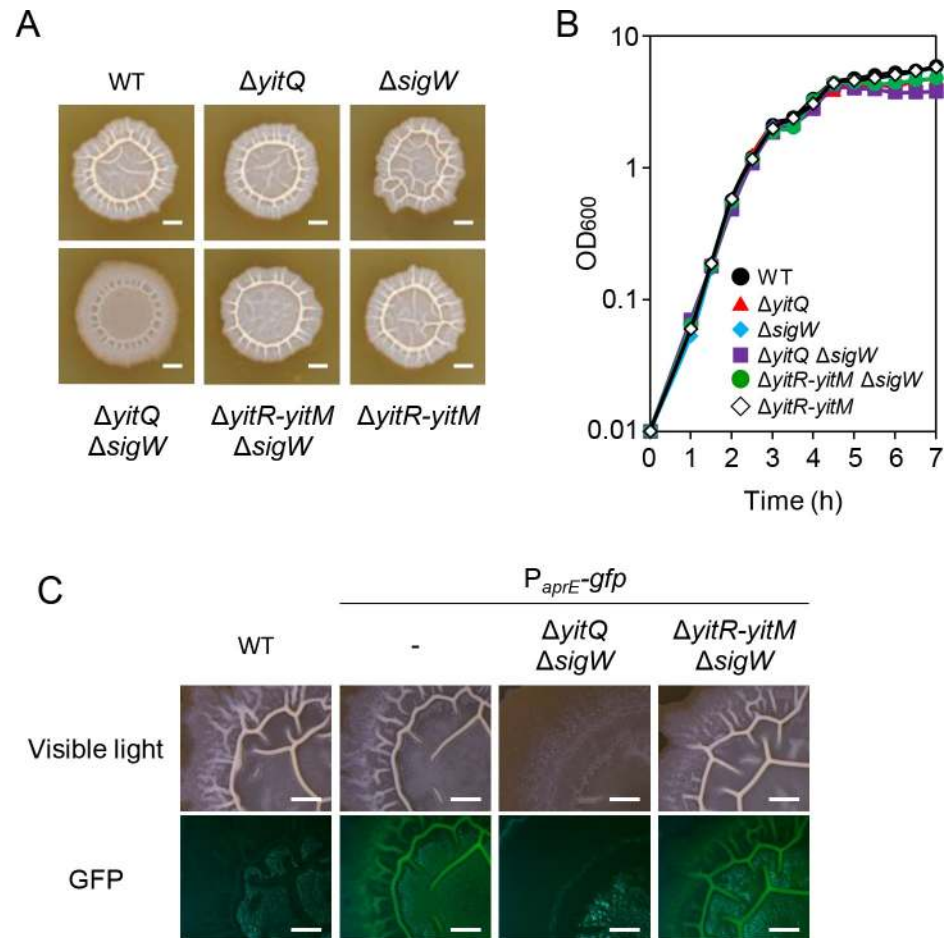 A
WT
ΔyitQ
ΔsigW
ΔyitQ
ΔsigW
ΔyitR-yitM
ΔsigW
ΔyitR-yitM
B
10
1
0.1
0.01
OD600
WT
ΔyitQ
ΔsigW
ΔyitQ ΔsigW
ΔyitR-yitM ΔsigW
ΔyitR-yitM
0 1 2 3 4 5 6 7
Time (h)
C
PaprE-gfp
WT
-
ΔyitQ
ΔsigW
ΔyitR-yitM
ΔsigW
Visible light
GFP